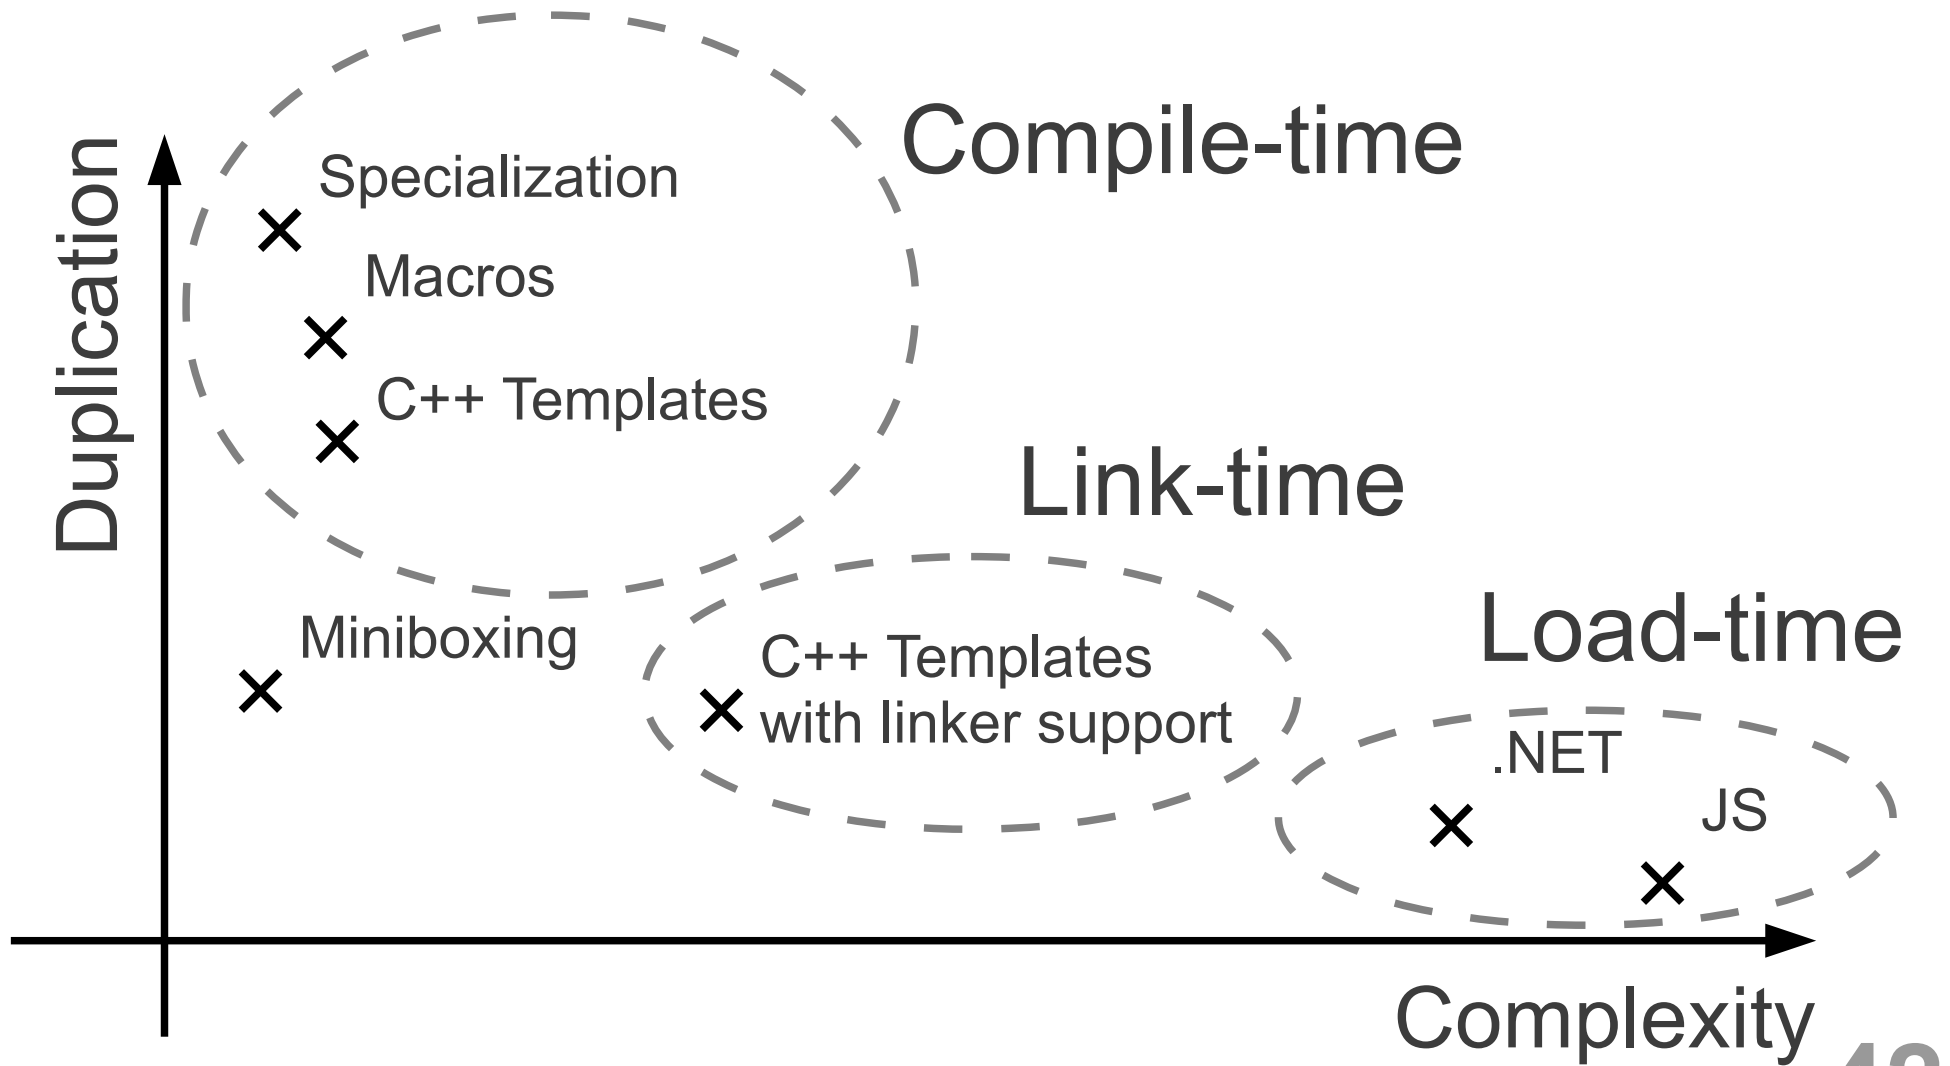 Duplication
Specialization
Macros
C++ Templates
Compile-time
Link-time
Miniboxing
C++ Templates
with linker support
Load-time
.NET
JS
Complexity